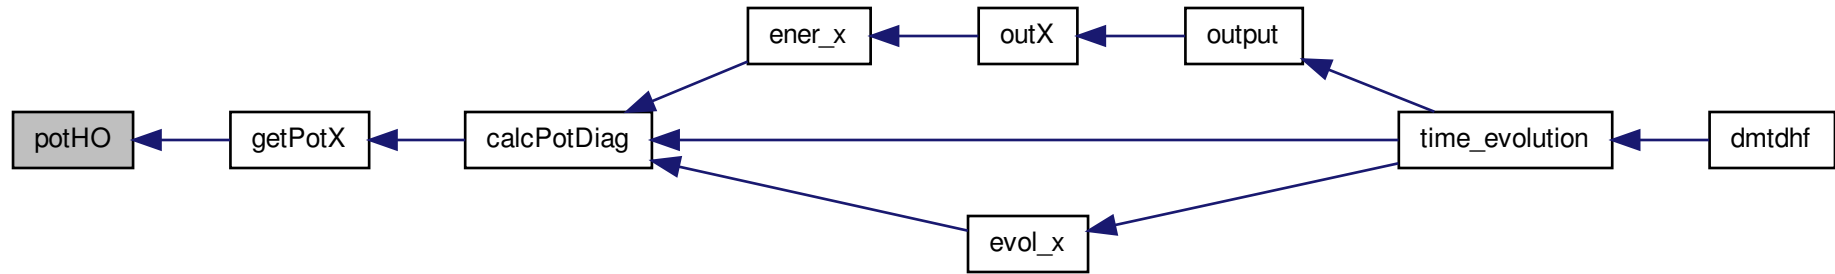 ener_x
outX
output
potHO
getPotX
calcPotDiag
time_evolution
dmtdhf
evol_x